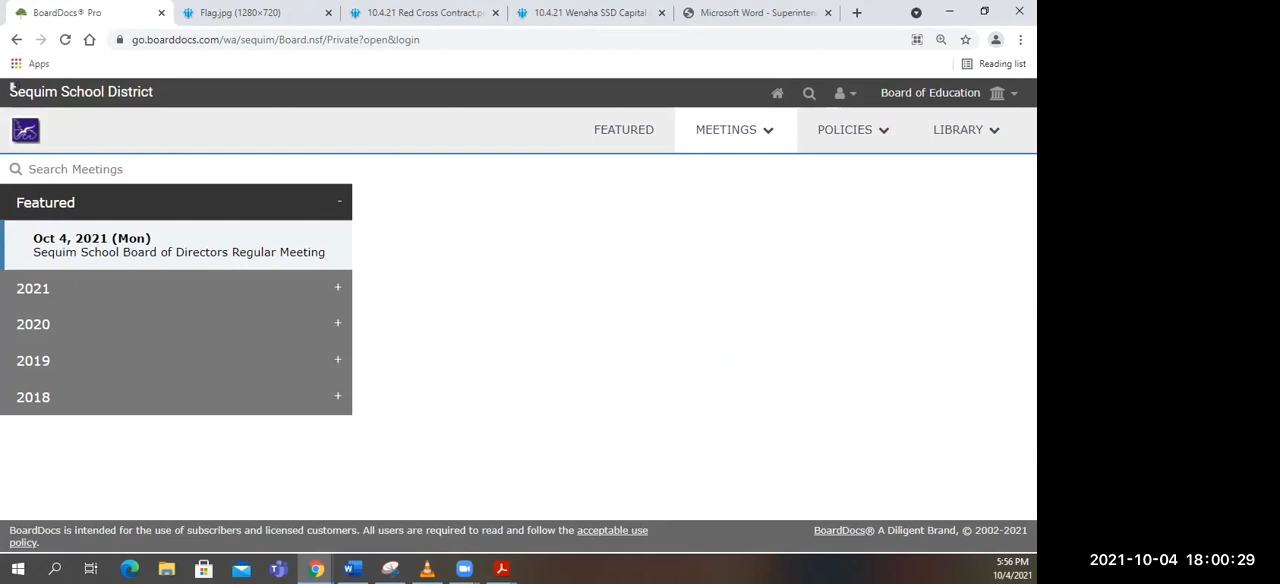 BoardDocs® Pro
Flag.jpg (1280×720)
10.4.21 Red Cross Contract.p
10.4.21 Wenaha SSD Capital
Microsoft Word - Superinten
go.boarddocs.com/wa/sequim/Board.nsf/Private?open&login
Apps
Reading list
Sequim School District
Board of Education
FEATURED
MEETINGS
POLICIES
LIBRARY
Search Meetings
Featured -
Oct 4, 2021 (Mon)
Sequim School Board of Directors Regular Meeting
2021 +
2020 +
2019 +
2018 +
BoardDocs is intended for the use of subscribers and licensed customers. All users are required to read and follow the acceptable use
policy.
BoardDocs® A Diligent Brand, © 2002-2021
5:56 PM
10/4/2021
2021-10-04 18:00:29